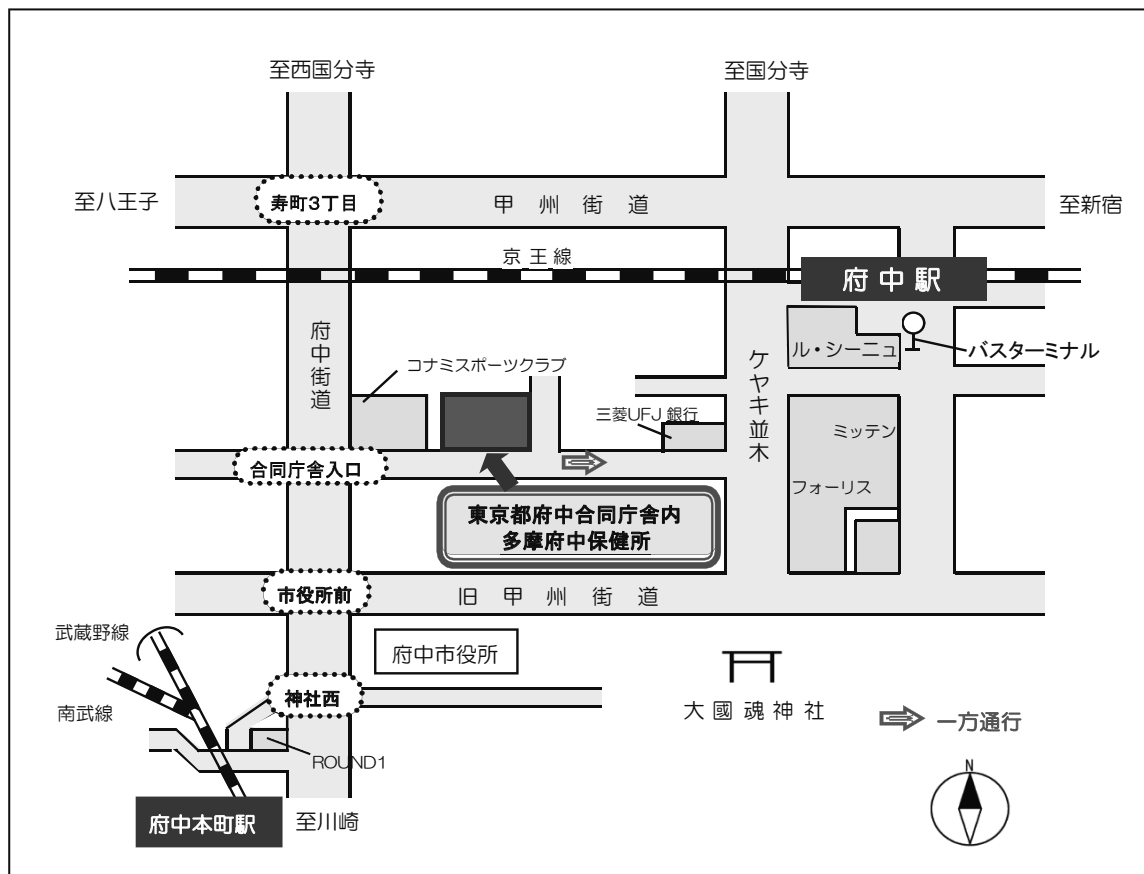 至西国分寺
至国分寺
至八王子
寿町3丁目
甲州街道
至新宿
京王線
府中駅
府中街道
コナミスポーツクラブ
ル・シーニュ
バスターミナル
ケヤキ並木
三菱UFJ 銀行
ミッテン
合同庁舎入口
フォーリス
東京都府中合同庁舎内
多摩府中保健所
市役所前
旧甲州街道
武蔵野線
府中市役所
神社西
南武線
大國魂神社
一方通行
ROUND1
N
府中本町駅
至川崎